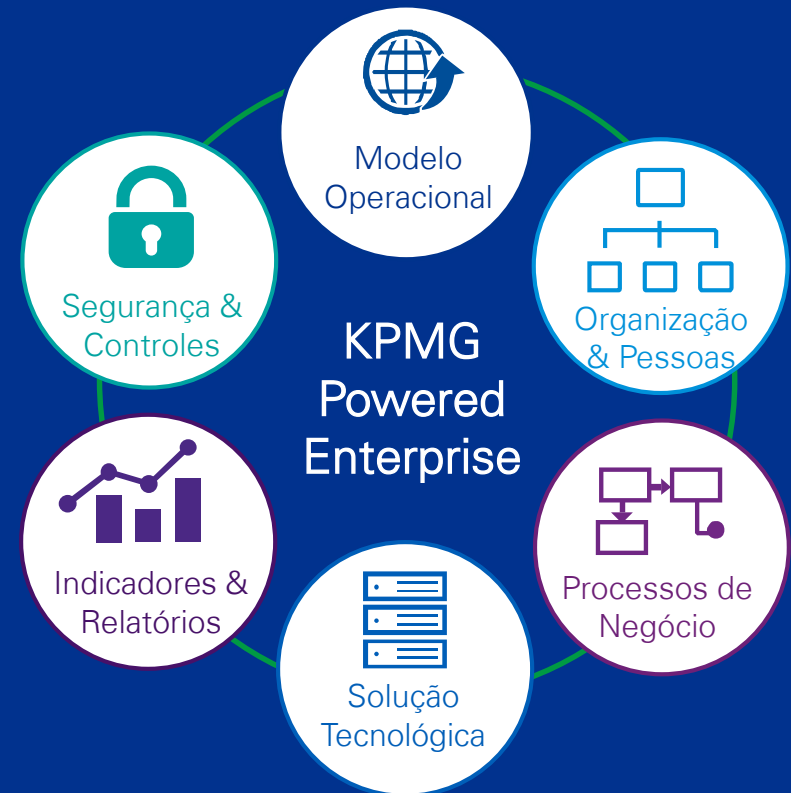 Modelo
Operacional
Segurança &
Controles
Organização
& Pessoas
KPMG
Powered
Enterprise
Indicadores &
Relatórios
Processos de
Negócio
Solução
Tecnológica